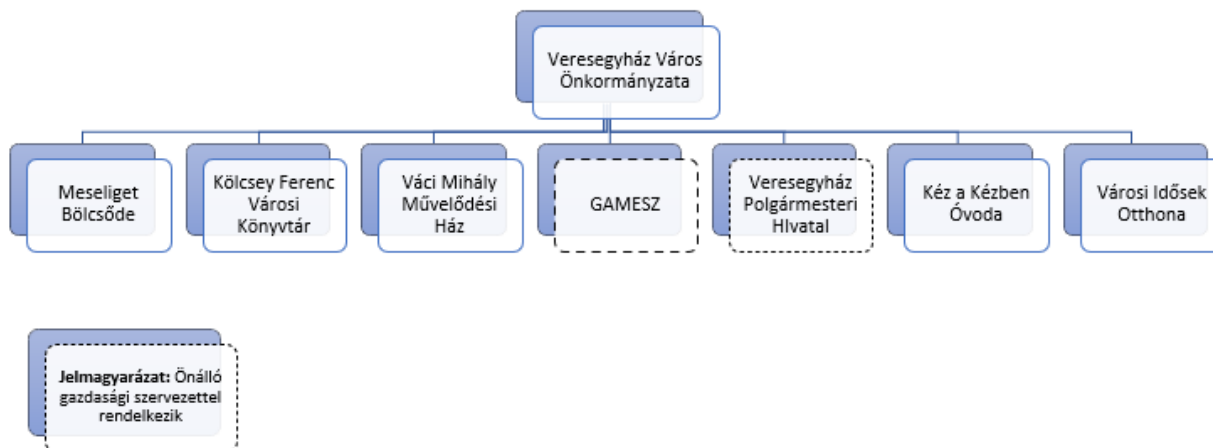 Veresegyház Város
Önkormányzata
Meseliget
Bölcsőde
Kölcsey Ferenc
Városi
Könyvtár
Váci Mihály
Művelődési
Ház
GAMESZ
Veresegyház
Polgármesteri
HIvatal
Kéz a Kézben
Óvoda
Városi Idősek
Otthona
Jelmagyarázat: Önálló
gazdasági szervezettel
rendelkezik